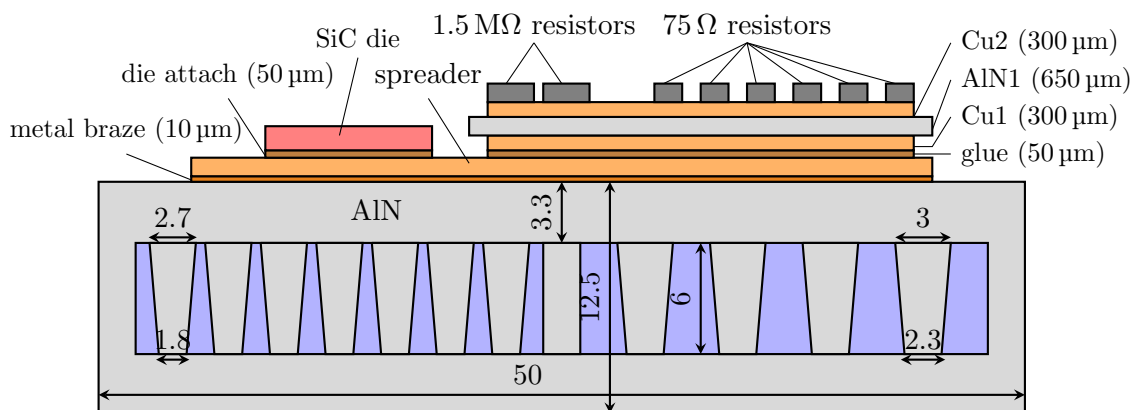 1.5 MΩ resistors
75 Ω resistors
SiC die
Cu2 (300 µm)
die attach (50 µm)
spreader
AlN1 (650 µm)
metal braze (10 µm)
Cu1 (300 µm)
glue (50 µm)
AlN
3.3
2.7
3
12.5
6
1.8
2.3
50